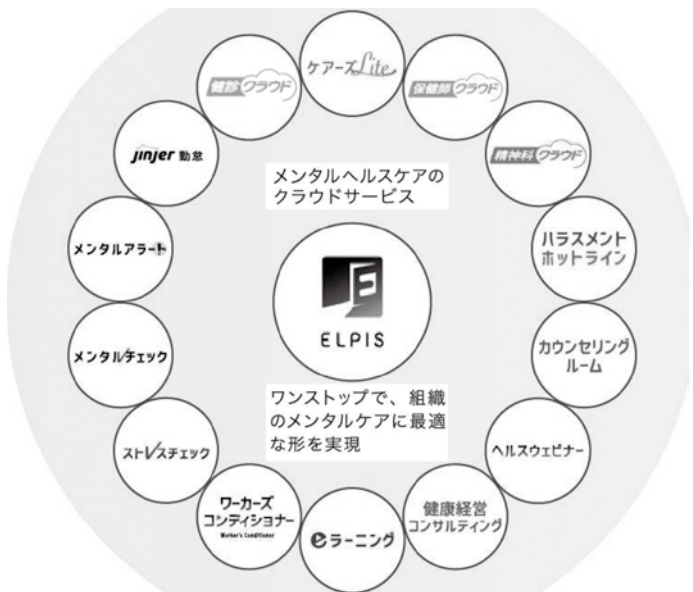 ケアーズLite
保健師クラウド
精神科クラウド
ハラスメント
ホットライン
カウンセリング
ルーム
ヘルスウェビナー
健康経営
コンサルティング
eラーニング
ワーカーズ
コンディショナー
Worker's Conditioner
ストレスチェック
メンタルチェック
メンタルアラート
jinjer 勤怠
健診クラウド
メンタルヘルスケアの
クラウドサービス
ELPIS
ワンストップで、組織
のメンタルケアに最適
な形を実現